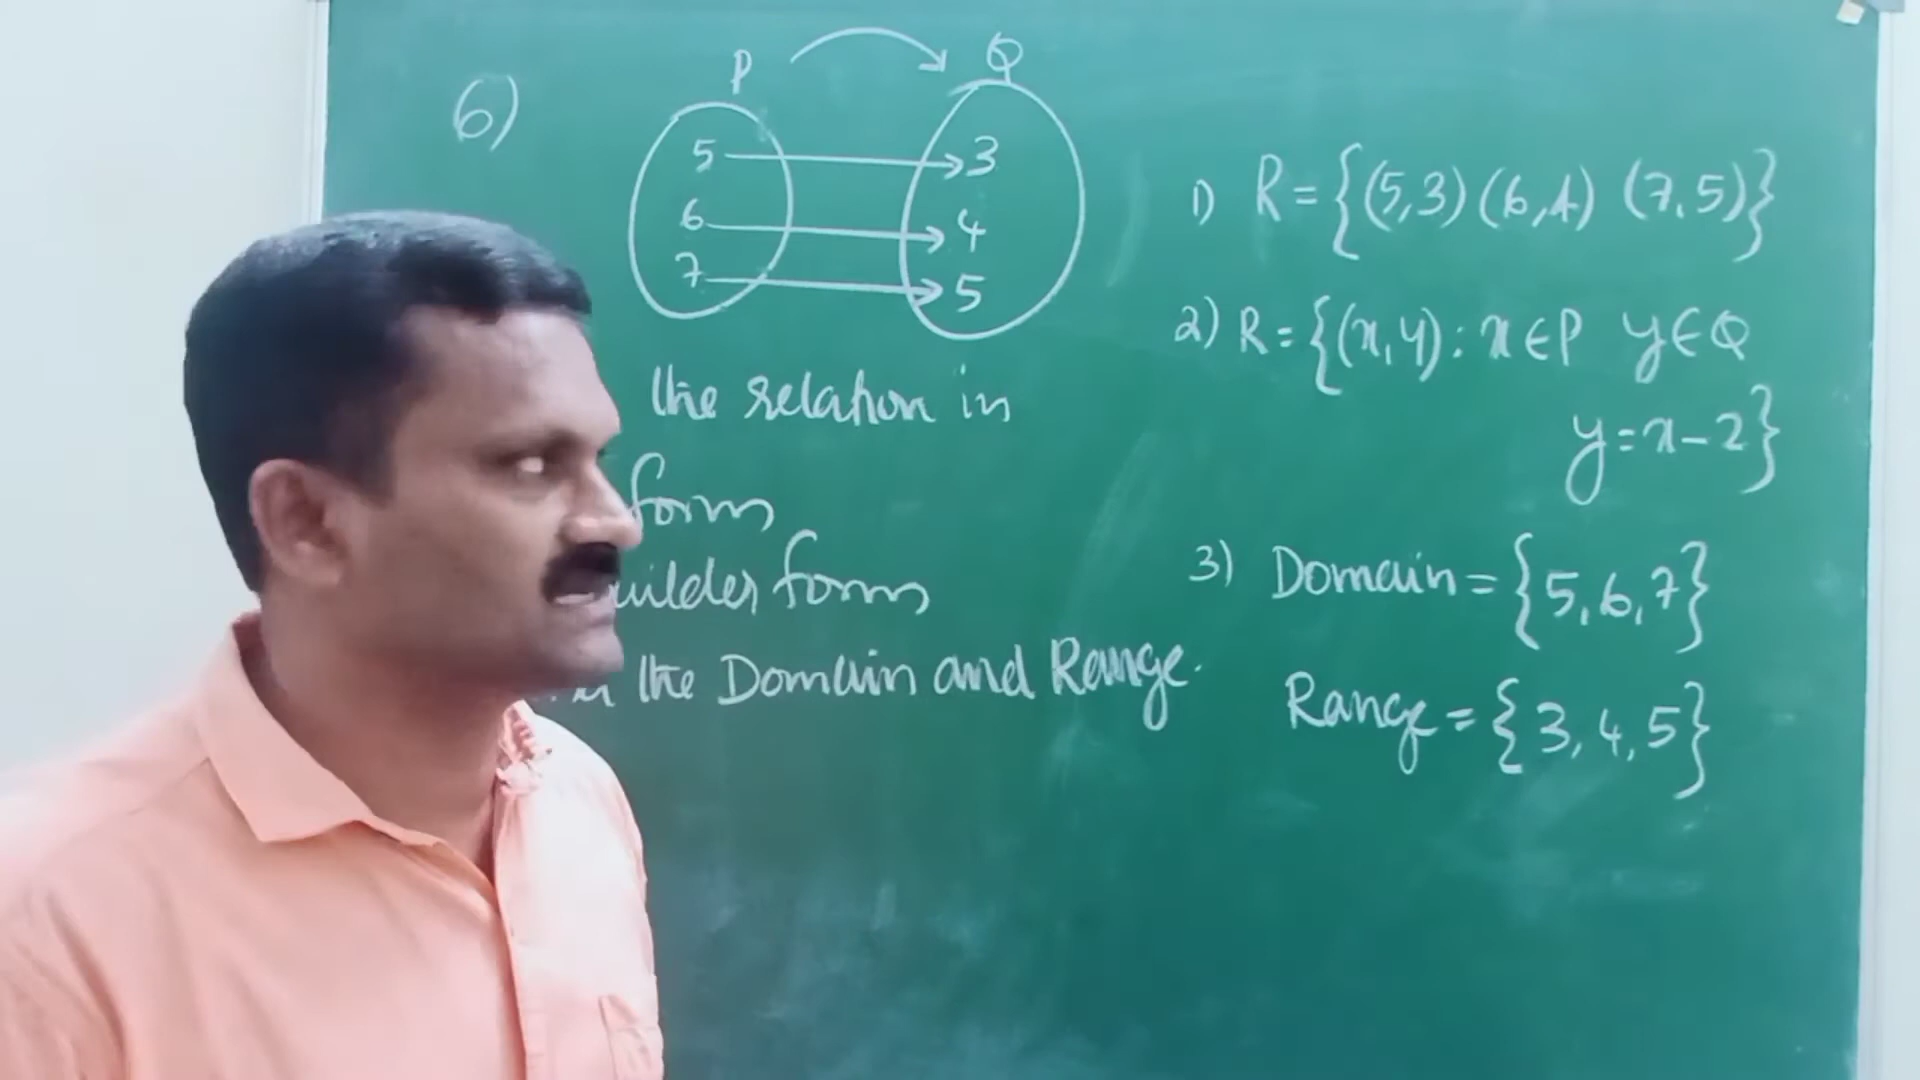 6)
P Q
5 3
6 4
7 5
the relation in
form
uilder form
the Domain and Range.
1) R = {(5,3) (6,4) (7,5)}
2) R = {(x,y) : x ∈ P y ∈ Q
y = x - 2}
3) Domain = {5, 6, 7}
Range = {3, 4, 5}